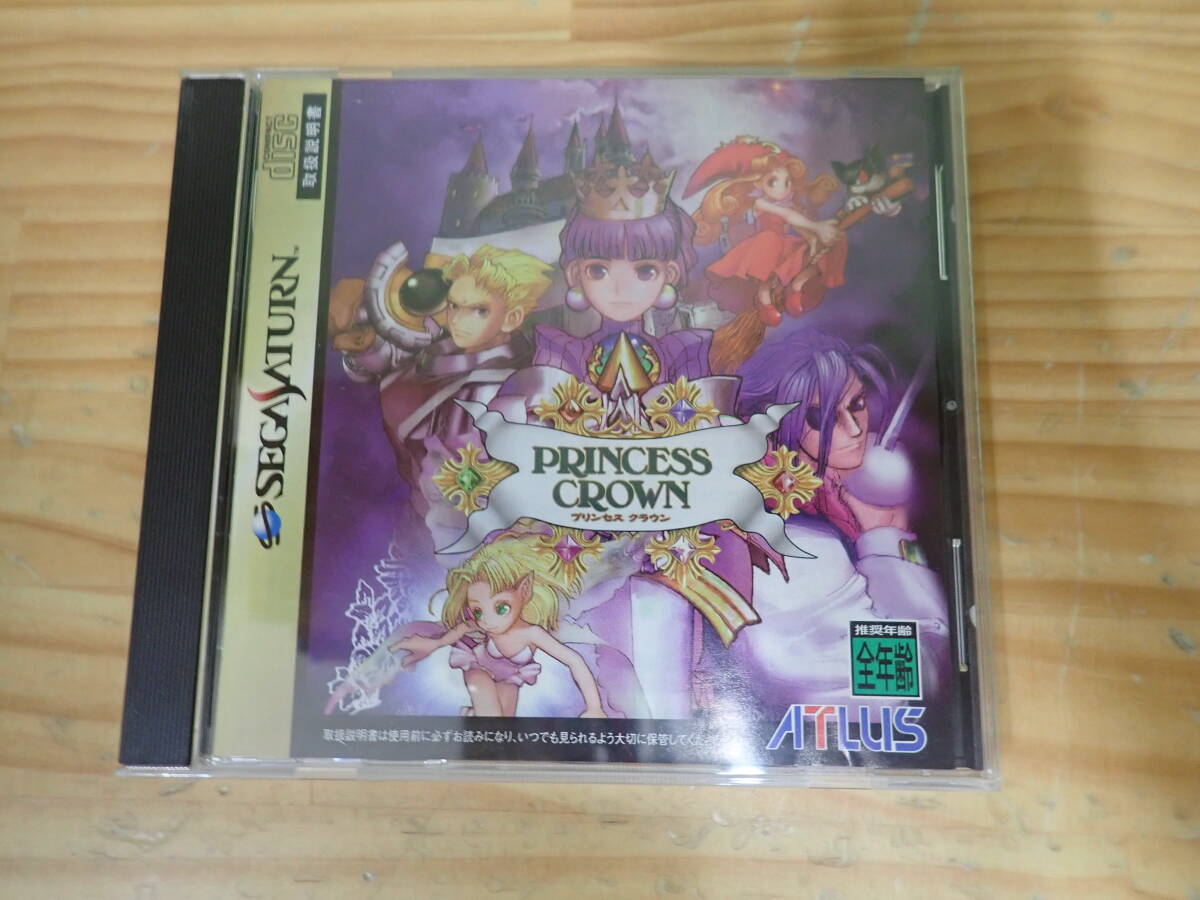 COMPACT
disc
取扱説明書
SEGA SATURN™
PRINCESS
CROWN
プリンセス クラウン
推奨年齢
全年齢
ATLUS
取扱説明書は使用前に必ずお読みになり、いつでも見られるよう大切に保管してください